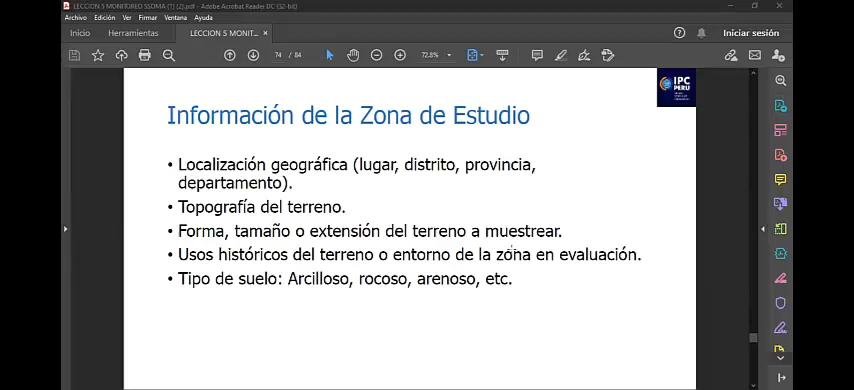 LECCION 5 MONITOREO SSOMA (1) (2).pdf - Adobe Acrobat Reader DC (32-bit)
Archivo Edición Ver Firmar Ventana Ayuda
Inicio Herramientas LECCION 5 MONIT... × Iniciar sesión
74 / 84 72.8%
IPC
PERU
Información de la Zona de Estudio
• Localización geográfica (lugar, distrito, provincia,
departamento).
• Topografía del terreno.
• Forma, tamaño o extensión del terreno a muestrear.
• Usos históricos del terreno o entorno de la zona en evaluación.
• Tipo de suelo: Arcilloso, rocoso, arenoso, etc.